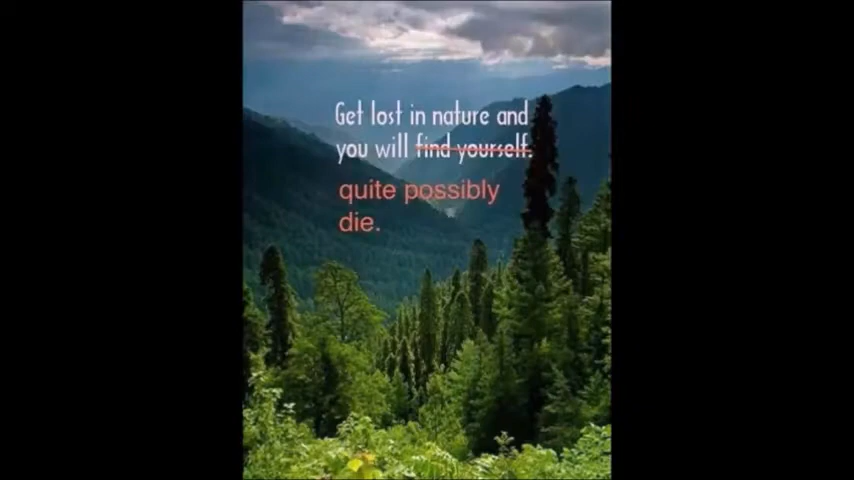 Get lost in nature and
you will find yourself.
quite possibly
die.